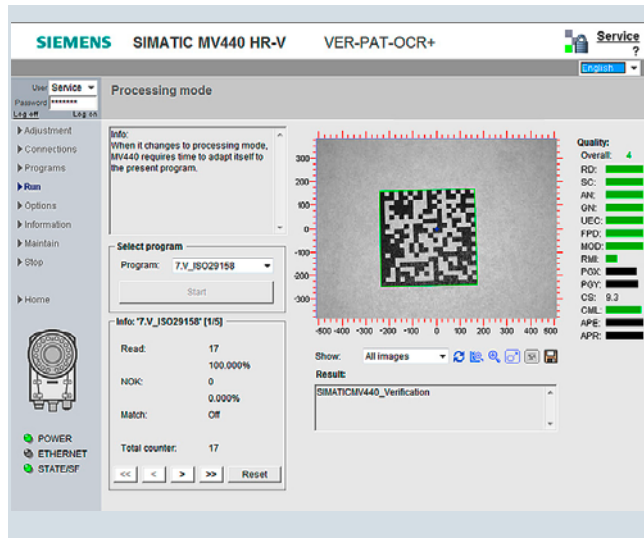 SIEMENS SIMATIC MV440 HR-V VER-PAT-OCR+ Service
?
English
User Service
Password *******
Log off Log on
Processing mode
Adjustment
Connections
Programs
Run
Options
Information
Maintain
Stop
Home
POWER
ETHERNET
STATE/SF
Info:
When it changes to processing mode,
MV440 requires time to adapt itself to
the present program.
Select program
Program: 7.V_ISO29158
Start
Info: '7.V_ISO29158' [1/5]
Read: 17
100.000%
NOK: 0
0.000%
Match: Off
Total counter: 17
<< < > >> Reset
300
200
100
0
-100
-200
-300
-500 -400 -300 -200 -100 0 100 200 300 400 500
Show: All images
Result:
SIMATICMV440_Verification
Quality:
Overall: 4
RD:
SC:
AN:
GN:
UEC:
FPD:
MOD:
RMI:
PGX:
PGY:
CS: 9.3
CML:
APE:
APR: